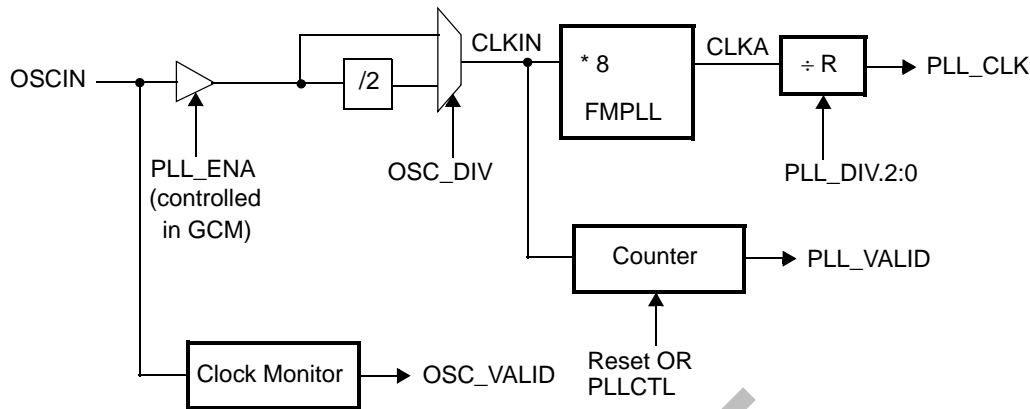 CLKIN
CLKA
OSCIN
/2
* 8
FMPLL
÷ R
PLL_CLK
PLL_ENA
(controlled
in GCM)
OSC_DIV
PLL_DIV.2:0
Counter
PLL_VALID
Reset OR
PLLCTL
Clock Monitor
OSC_VALID